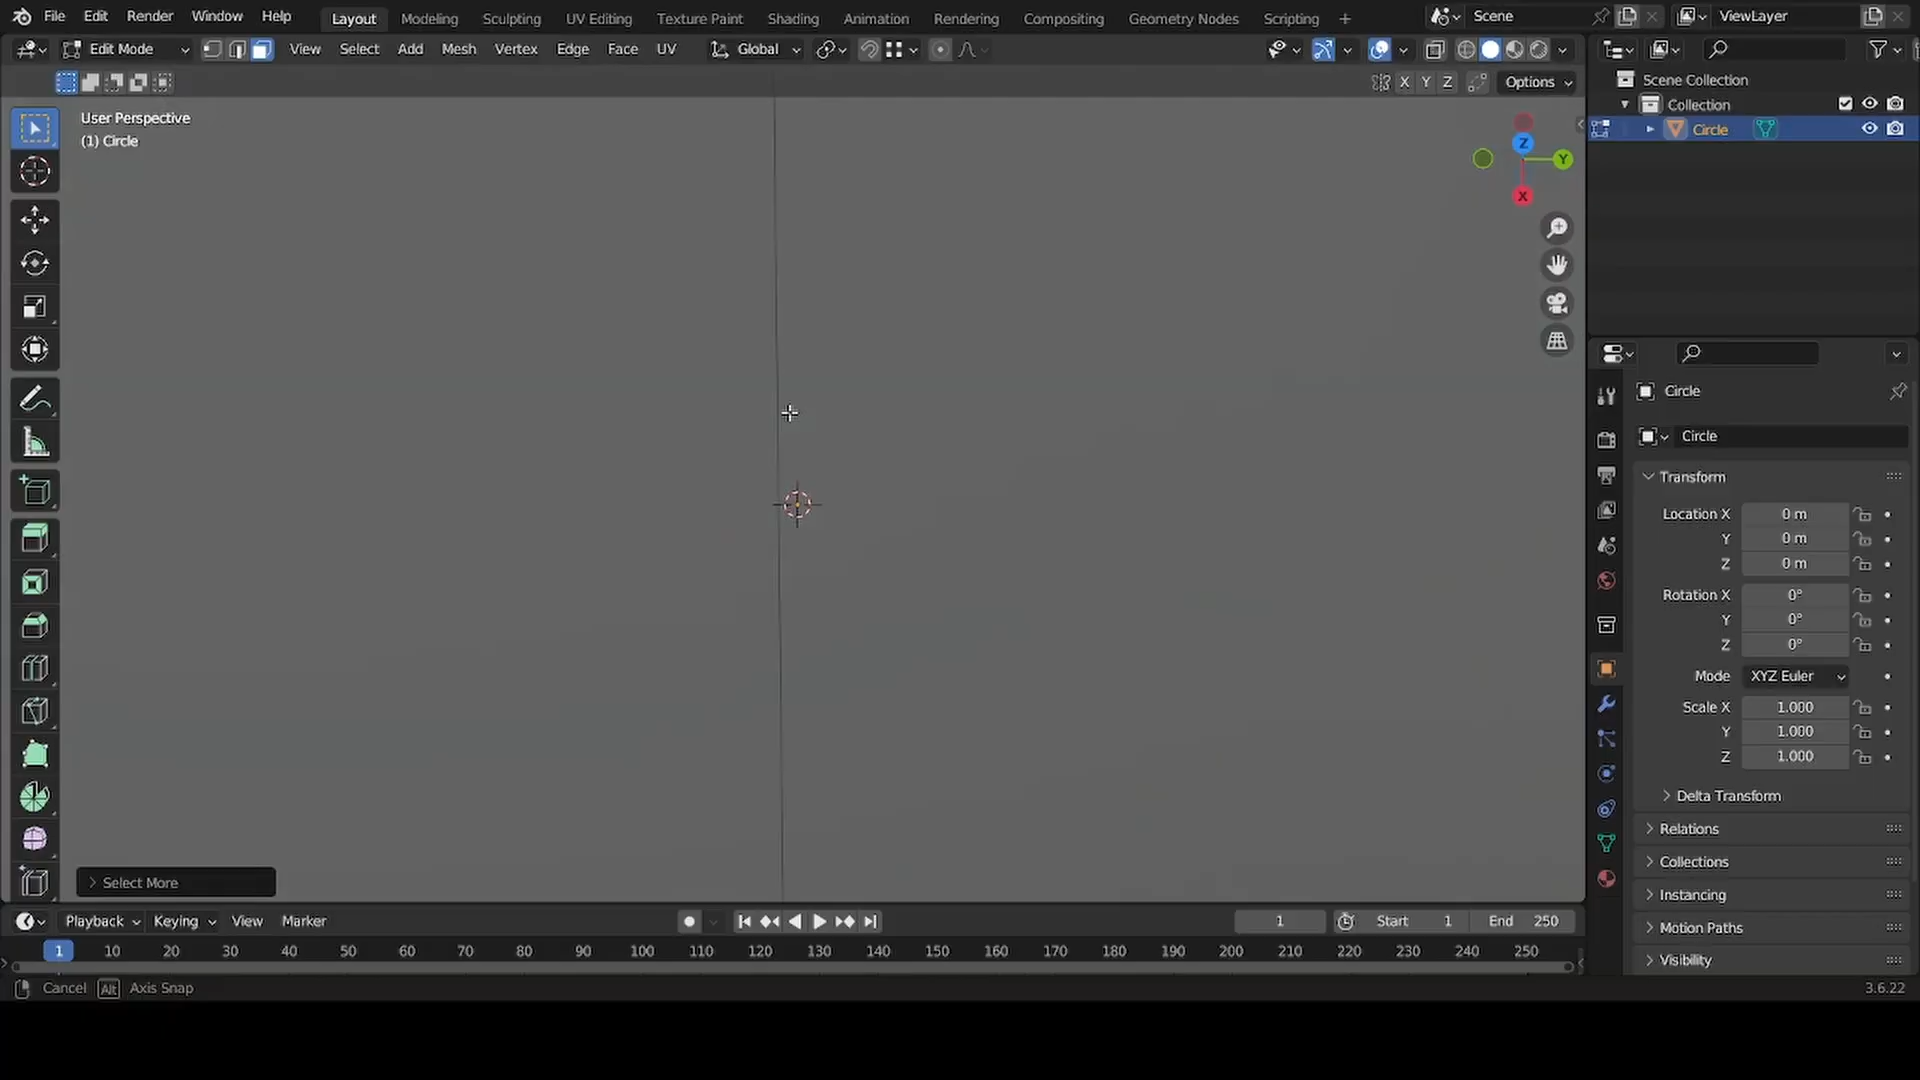 File Edit Render Window Help Layout Modeling Sculpting UV Editing Texture Paint Shading Animation Rendering Compositing Geometry Nodes Scripting + Scene ViewLayer
Edit Mode View Select Add Mesh Vertex Edge Face UV Global
X Y Z Options
User Perspective
(1) Circle
Z
Y
X
Select More
Scene Collection
Collection
Circle
Circle
Circle
Transform
Location X 0 m
Y 0 m
Z 0 m
Rotation X 0°
Y 0°
Z 0°
Mode XYZ Euler
Scale X 1.000
Y 1.000
Z 1.000
Delta Transform
Relations
Collections
Instancing
Motion Paths
Visibility
Playback Keying View Marker 1 Start 1 End 250
1 10 20 30 40 50 60 70 80 90 100 110 120 130 140 150 160 170 180 190 200 210 220 230 240 250
Cancel Alt Axis Snap 3.6.22